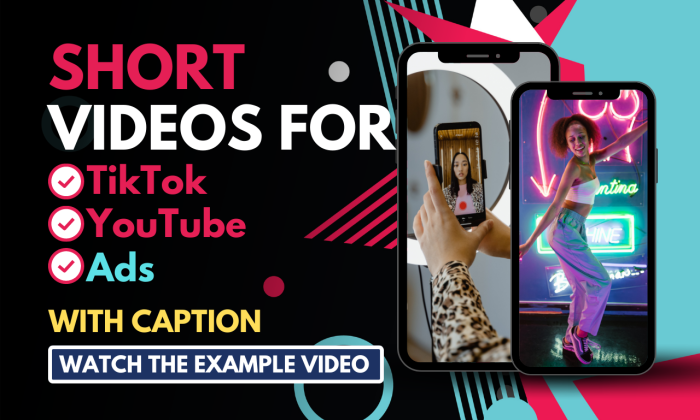 SHORT
VIDEOS FOR
TikTok
YouTube
Ads
WITH CAPTION
WATCH THE EXAMPLE VIDEO